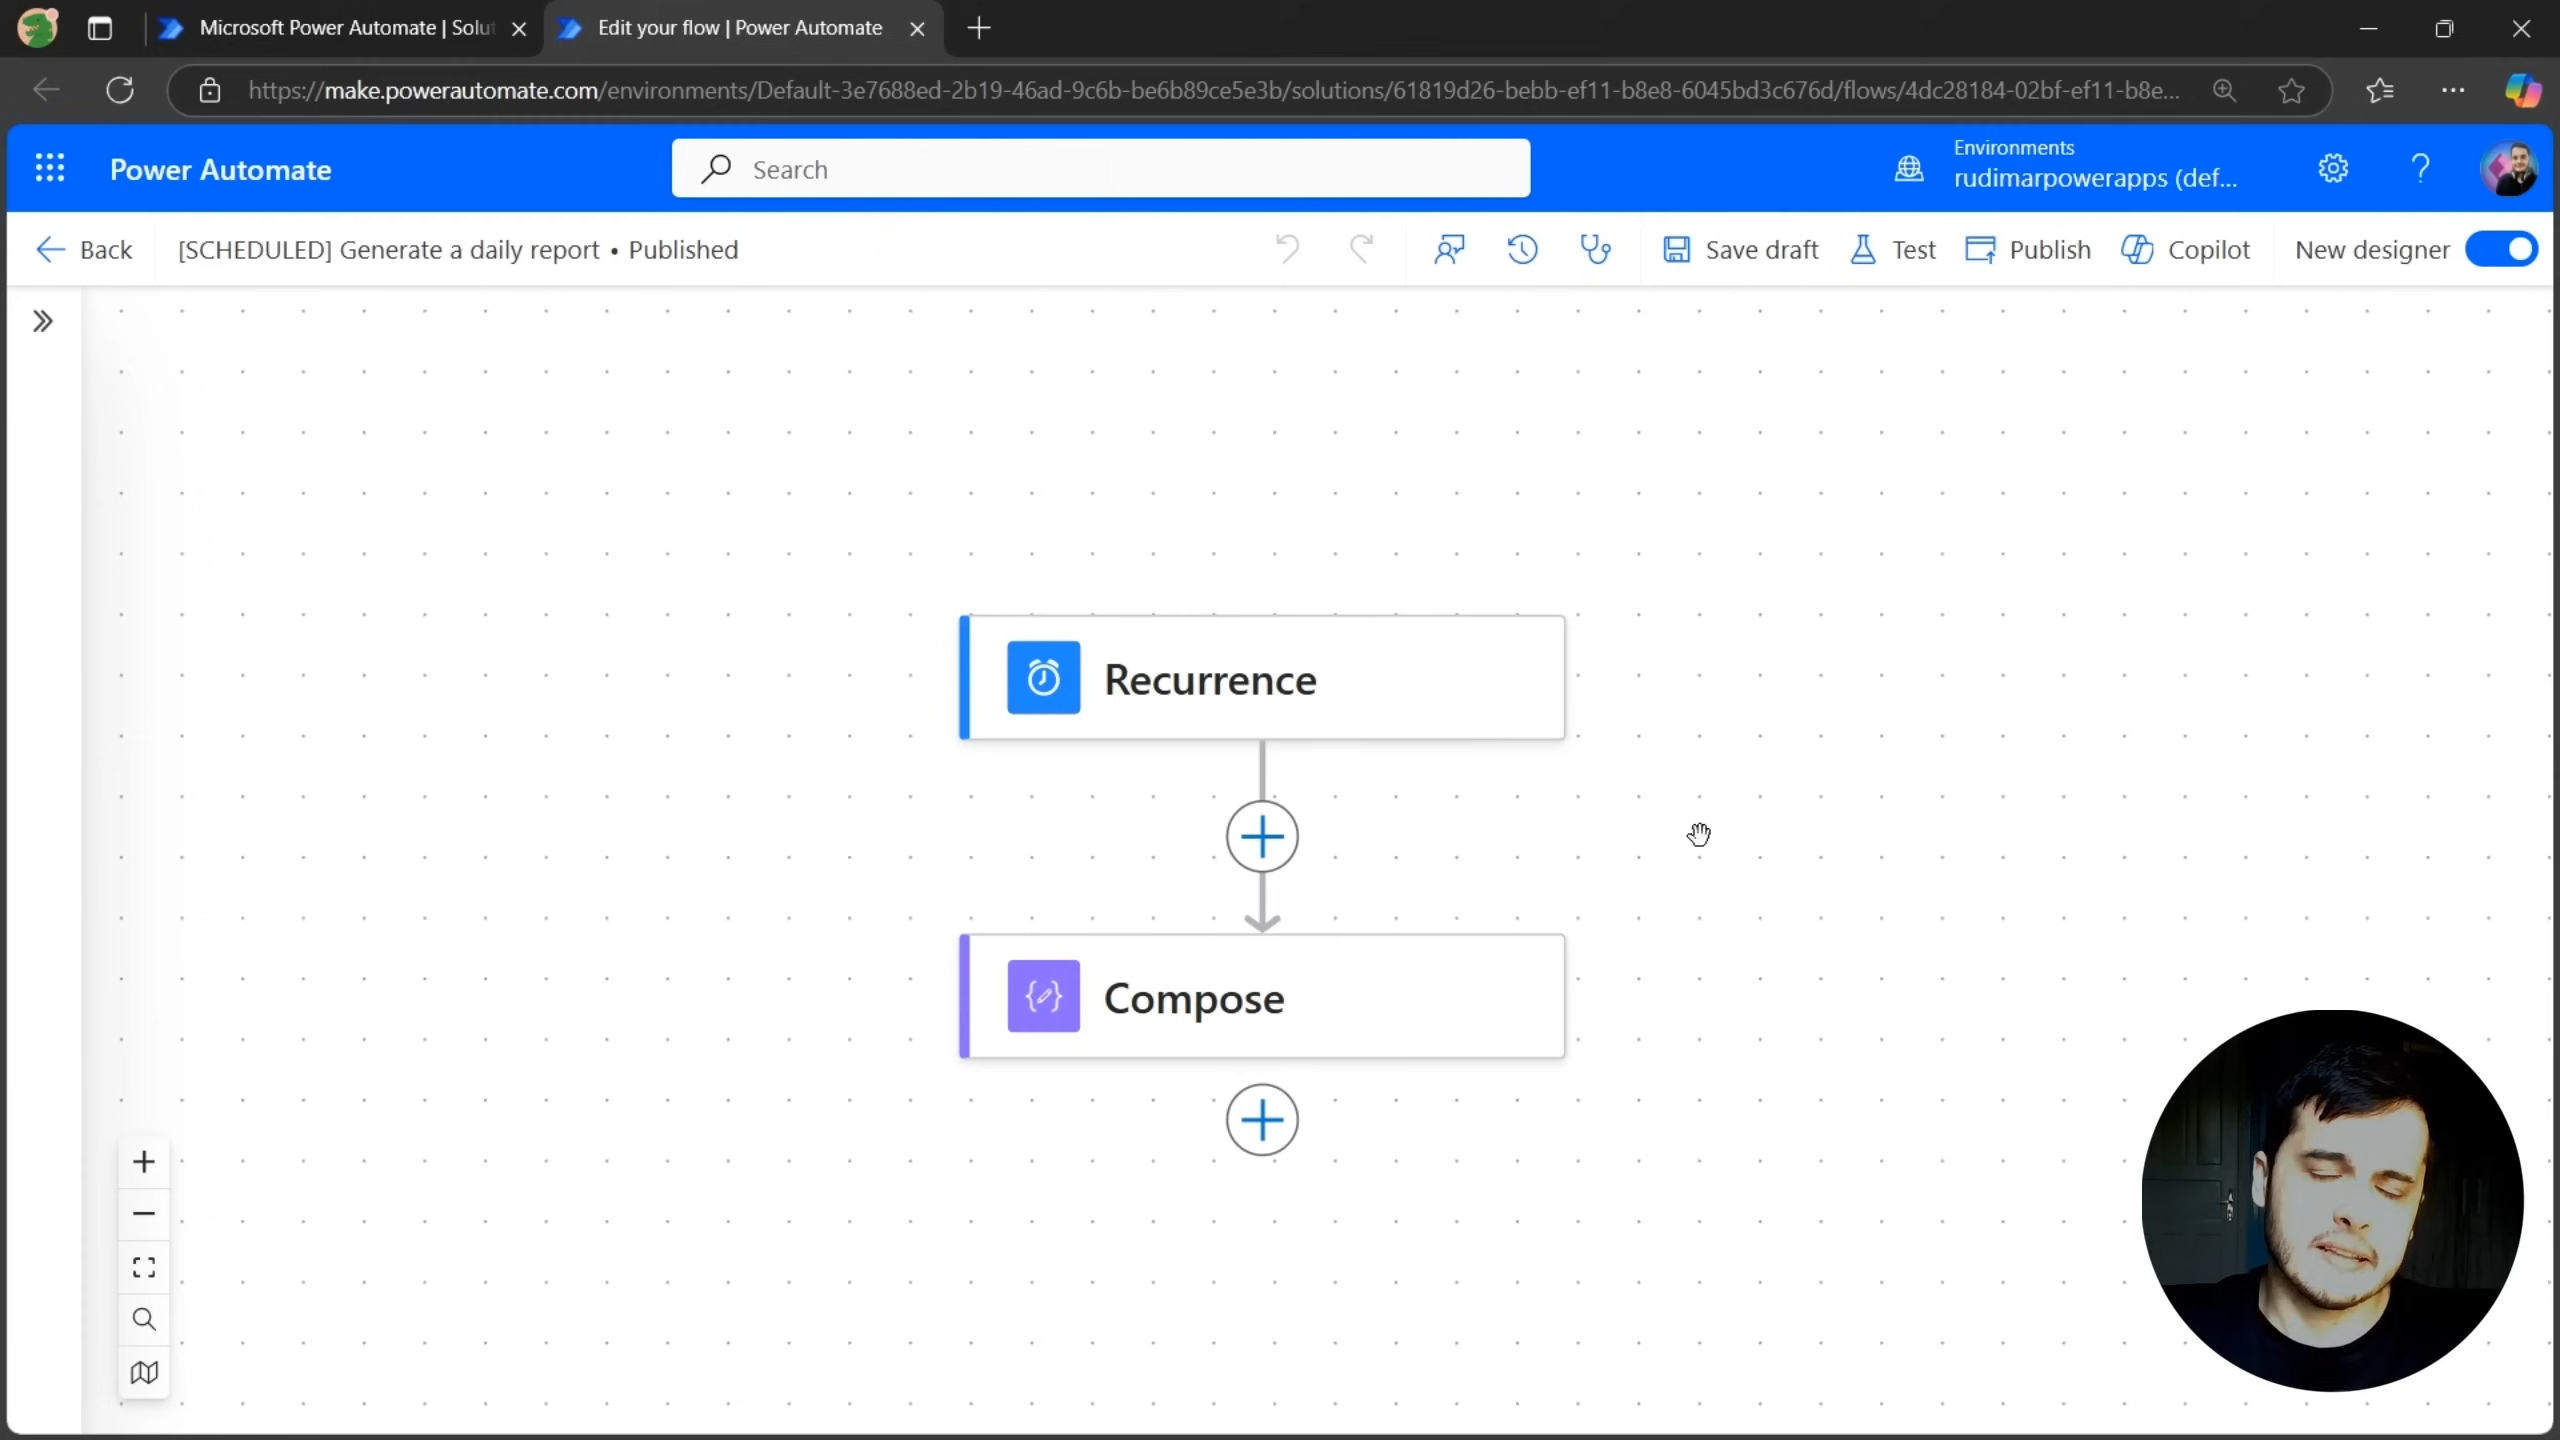 Microsoft Power Automate | Solut
Edit your flow | Power Automate
https://make.powerautomate.com/environments/Default-3e7688ed-2b19-46ad-9c6b-be6b89ce5e3b/solutions/61819d26-bebb-ef11-b8e8-6045bd3c676d/flows/4dc28184-02bf-ef11-b8e...
Power Automate
Search
Environments
rudimarpowerapps (def...
Back
[SCHEDULED] Generate a daily report • Published
Save draft
Test
Publish
Copilot
New designer
Recurrence
Compose